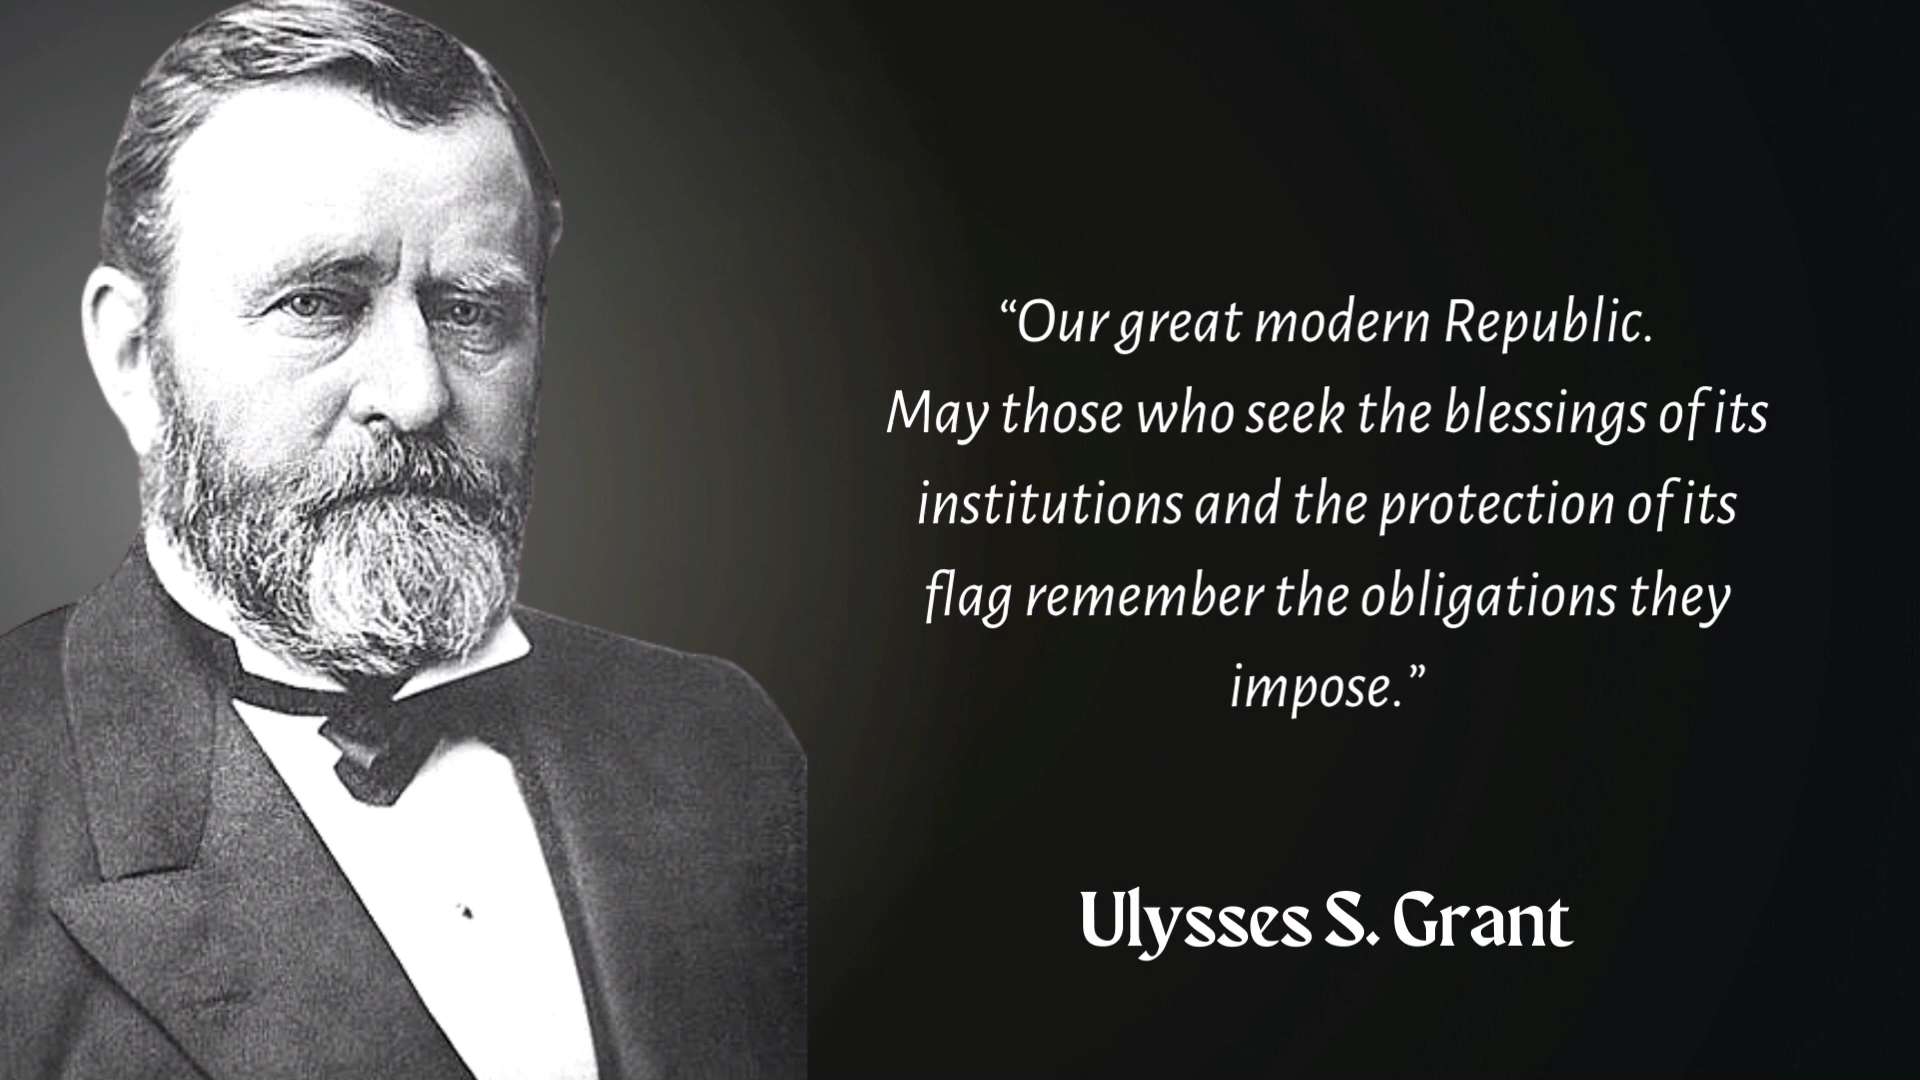 “Our great modern Republic.
May those who seek the blessings of its
institutions and the protection of its
flag remember the obligations they
impose.”
Ulysses S. Grant